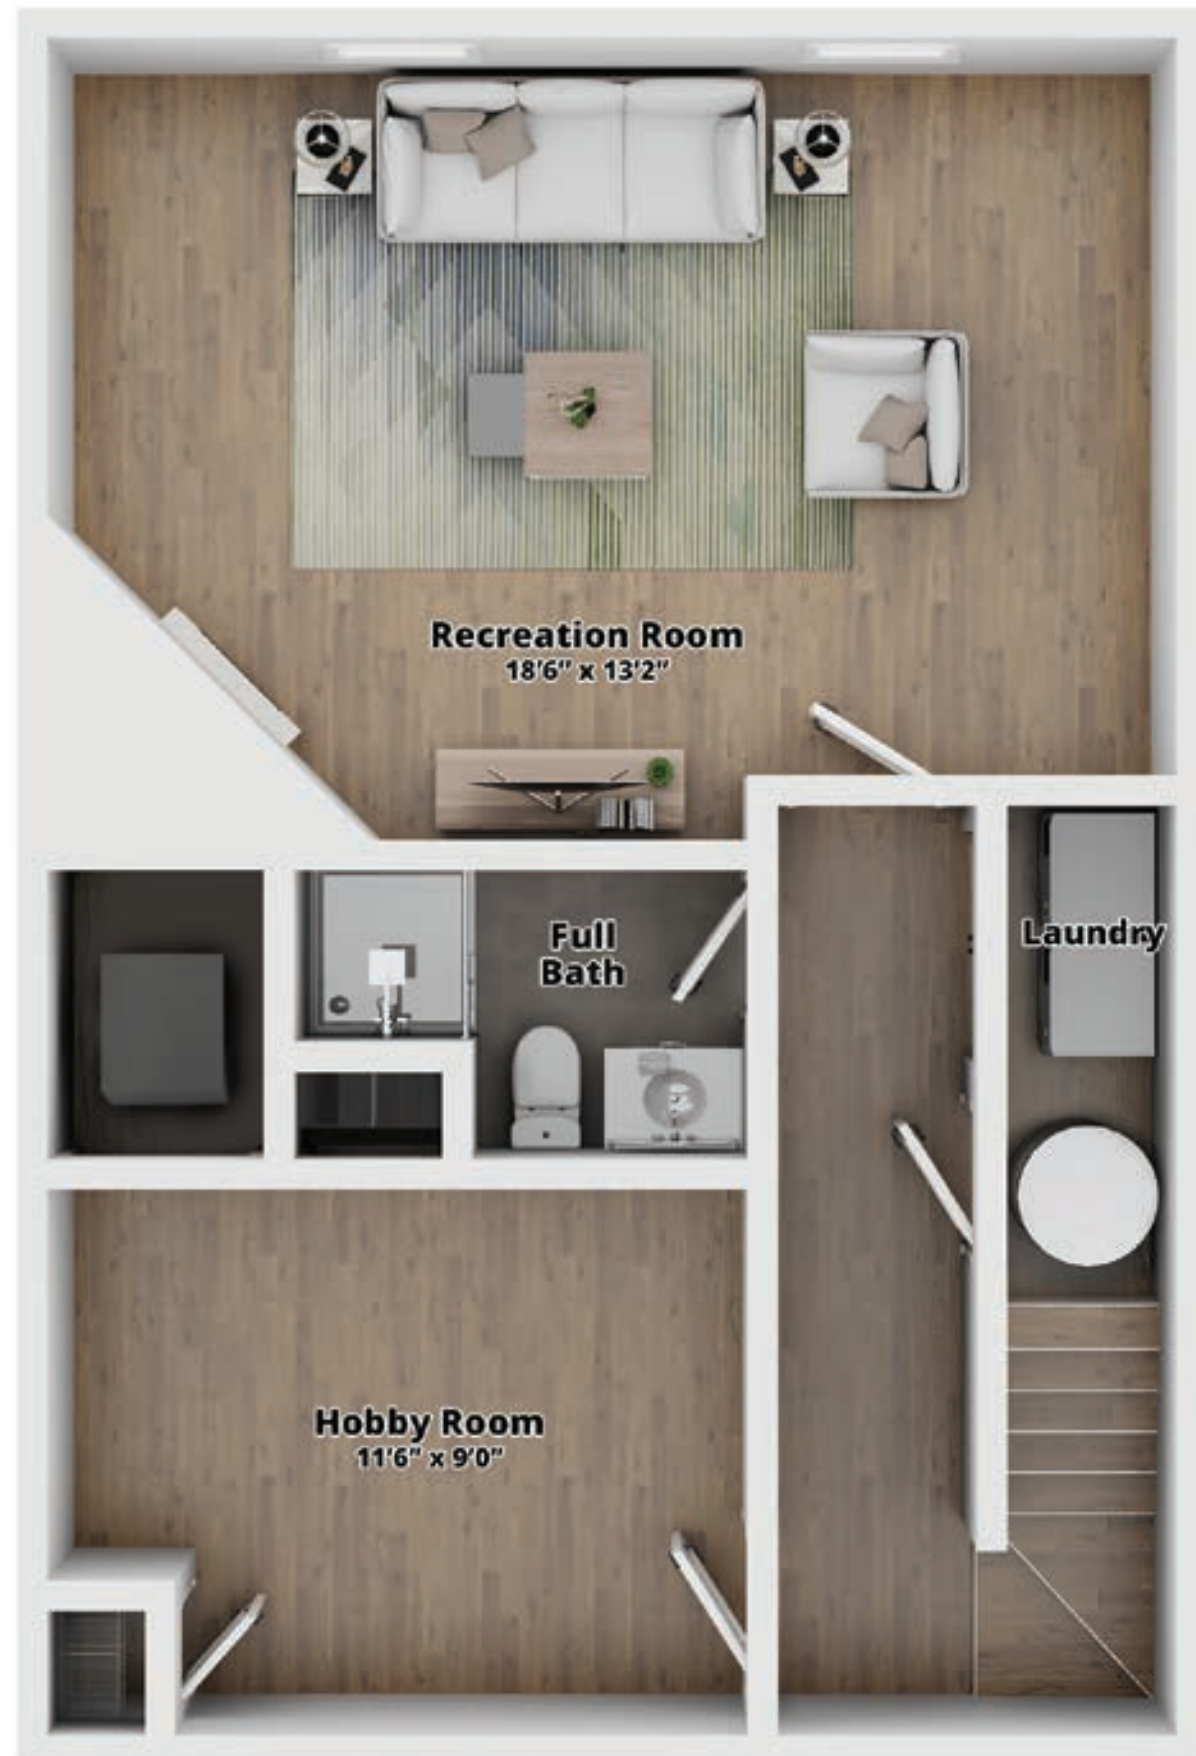 Recreation Room
18'6" x 13'2"
Full
Bath
Laundry
Hobby Room
11'6" x 9'0"